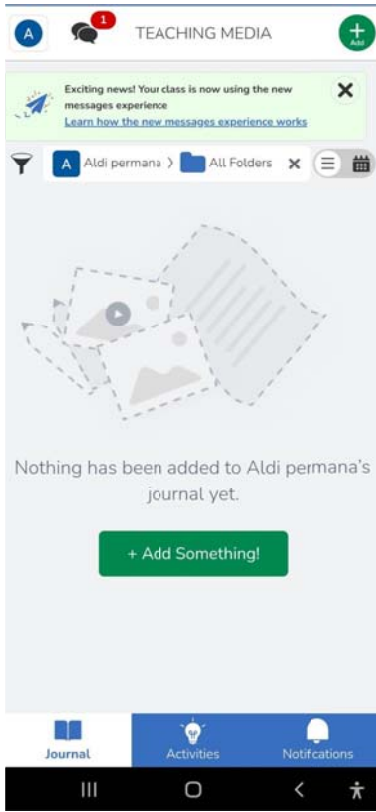 A
1
TEACHING MEDIA
Add
Exciting news! Your class is now using the new
messages experience
Learn how the new messages experience works
A Aldi permana > All Folders
Nothing has been added to Aldi permana's
journal yet.
+ Add Something!
Journal
Activities
Notifcations